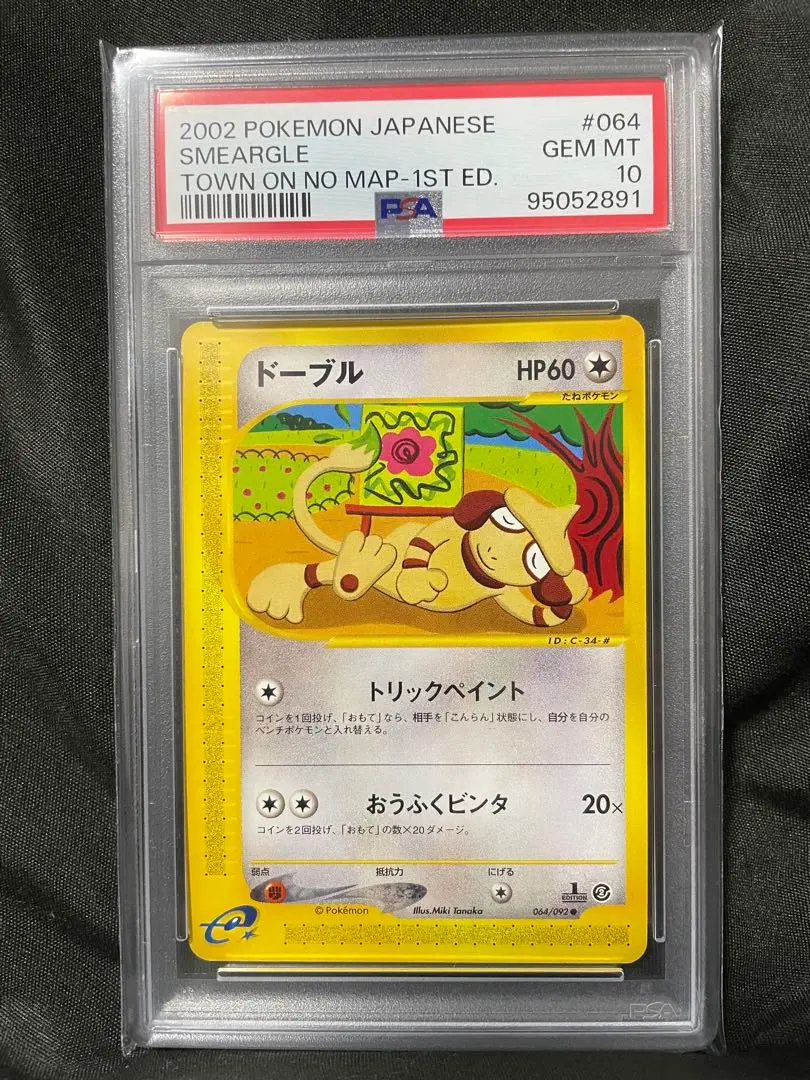 2002 POKEMON JAPANESE #064
SMEARGLE GEM MT
TOWN ON NO MAP-1ST ED. 10
PSA 95052891
ドーブル HP60
たねポケモン
ID:C-34-#
トリックペイント
コインを1回投げ、「おもて」なら、相手を「こんらん」状態にし、自分を自分の
ベンチポケモンと入れ替える。
おうふくビンタ 20×
コインを2回投げ、「おもて」の数×20ダメージ。
弱点 抵抗力 にげる
1
EDITION
© Pokémon Illus.Miki Tanaka 064/092●
e
PSA